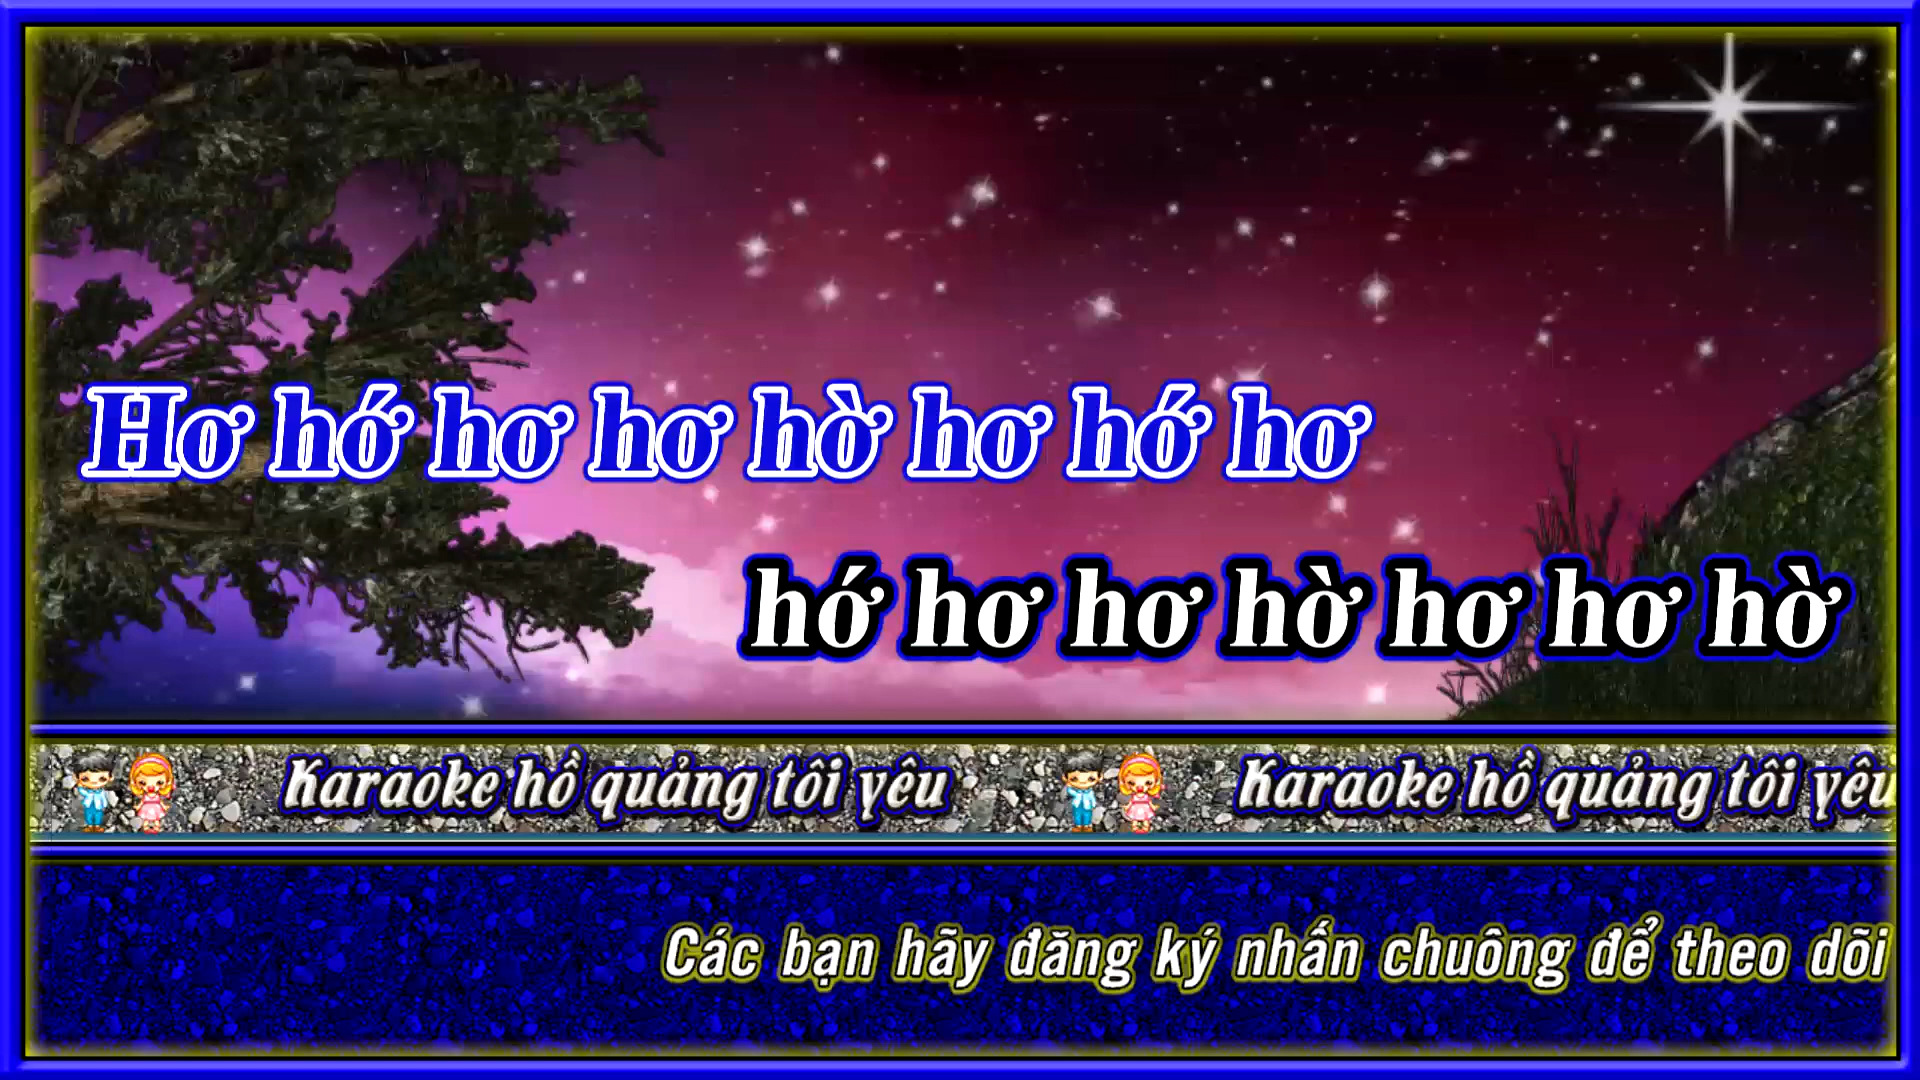 Hơ hớ hơ hơ hờ hơ hớ hơ
hớ hơ hơ hờ hơ hơ hờ
Karaoke hồ quảng tôi yêu Karaoke hồ quảng tôi yêu
Các bạn hãy đăng ký nhấn chuông để theo dõi